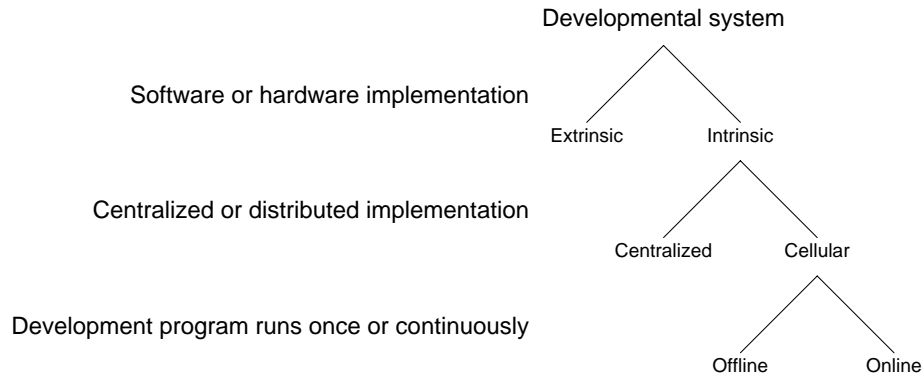 Developmental system
Software or hardware implementation
Extrinsic Intrinsic
Centralized or distributed implementation
Centralized Cellular
Development program runs once or continuously
Offline Online